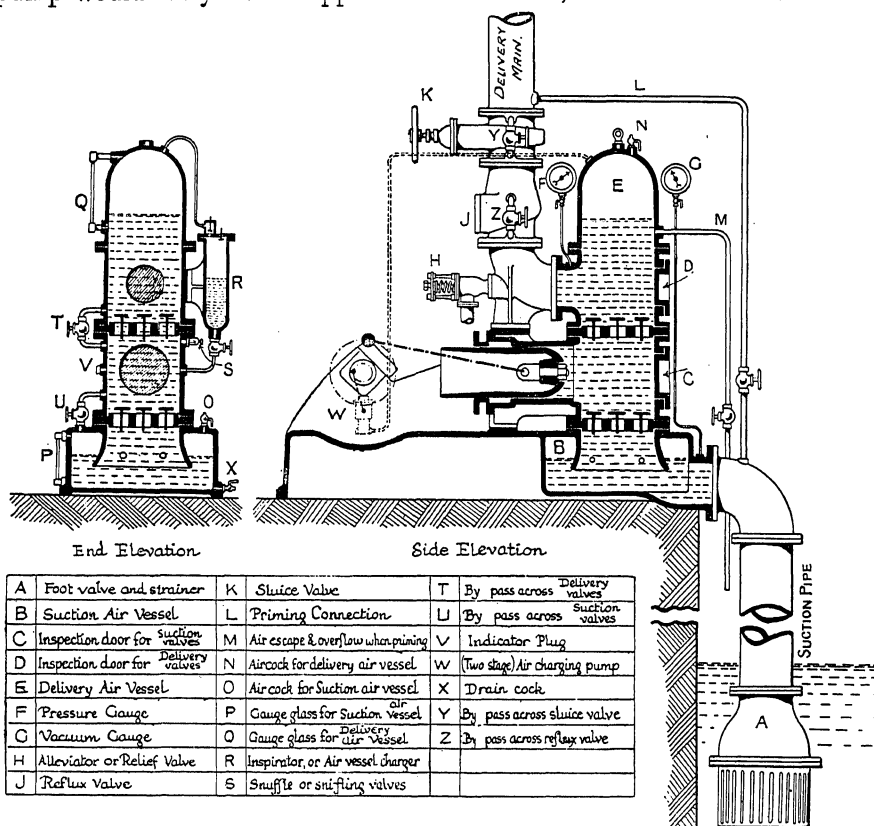 pump would
DELIVERY MAIN.
L
K
Y
N
Q
F
E
G
J
Z
M
H
D
R
T
V
S
C
U
O
W
P
B
X
End Elevation
Side Elevation
SUCTION PIPE
A
A Foot valve and strainer K Sluice Valve T By pass across Delivery valves
B Suction Air Vessel L Priming Connection U By pass across Suction valves
C Inspection door for Suction valves M Air escape & overflow when priming V Indicator Plug
D Inspection door for Delivery valves N Aircock for delivery air vessel W (Two stage) Air charging pump
E Delivery Air Vessel O Air cock for Suction air vessel X Drain cock
F Pressure Gauge P Gauge glass for Suction air Vessel Y By pass across sluice valve
G Vacuum Gauge O Gauge glass for Delivery air Vessel Z By pass across reflux valve
H Alleviator or Relief Valve R Inspirator, or Air vessel charger
J Reflux Valve S Snuffle or snifting valves